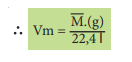 ∴ Vm = M̅.(g) / 22,4 l